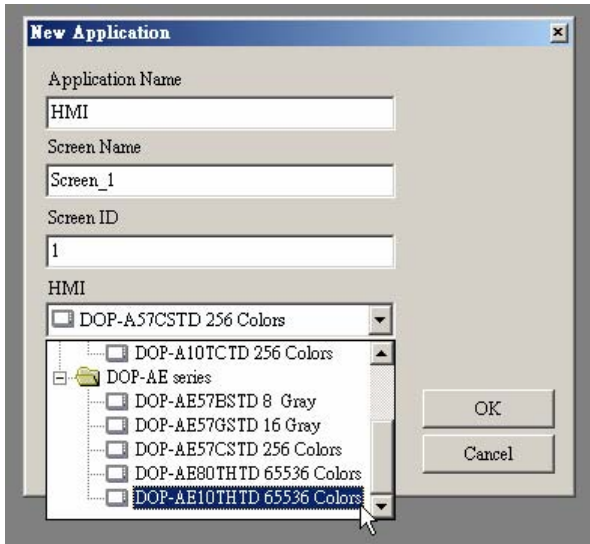 New Application
Application Name
HMI
Screen Name
Screen_1
Screen ID
1
HMI
DOP-A57CSTD 256 Colors
DOP-A10TCTD 256 Colors
DOP-AE series
DOP-AE57BSTD 8 Gray
DOP-AE57GSTD 16 Gray
DOP-AE57CSTD 256 Colors
DOP-AE80THTD 65536 Colors
DOP-AE10THTD 65536 Colors
OK
Cancel